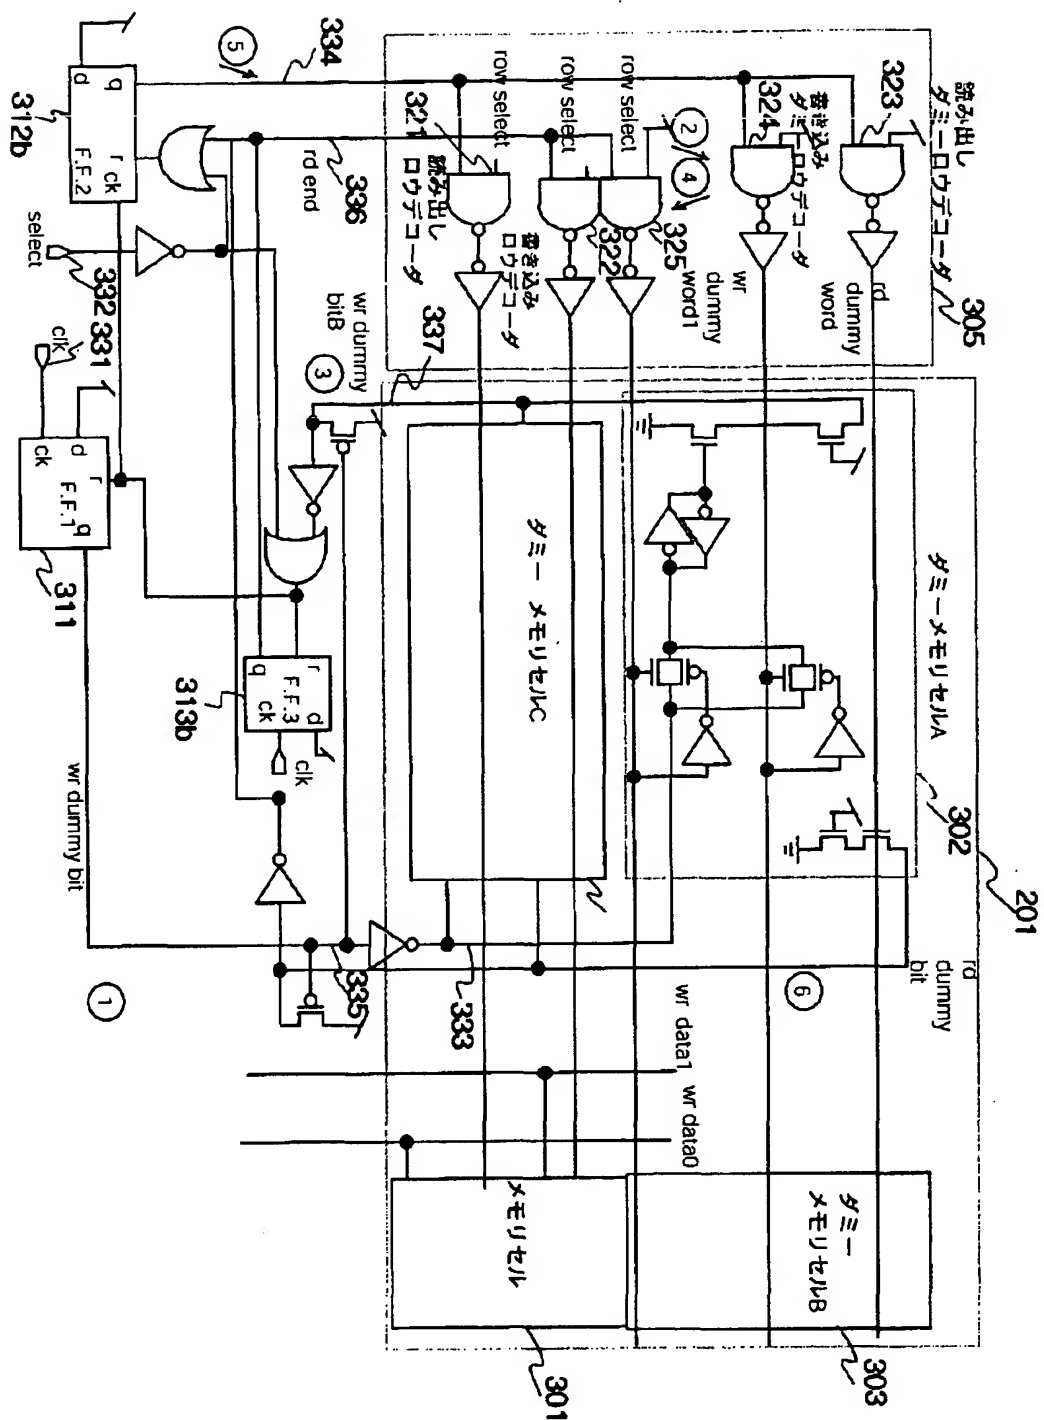 読み出し
ダミーロウデコーダ
305
323
書き込み
ダミーロウデコーダ
324
rd
dummy
word
wr
dummy
word1
2
4
325
row select
322
row select
書き込み
ロウデコーダ
row select
321
読み出し
ロウデコーダ
334
5
336
rd end
q
d
r
ck
F.F.2
312b
select
332
331
clk
d
ck
r
q
F.F.1
311
wr dummy
bitB
3
337
ダミーメモリセルA
302
201
ダミー メモリセルC
r
d
q
ck
F.F.3
313b
clk
wr dummy bit
1
335
333
6
rd
dummy
bit
wr data1
wr data0
メモリセル
301
ダミー
メモリセルB
303